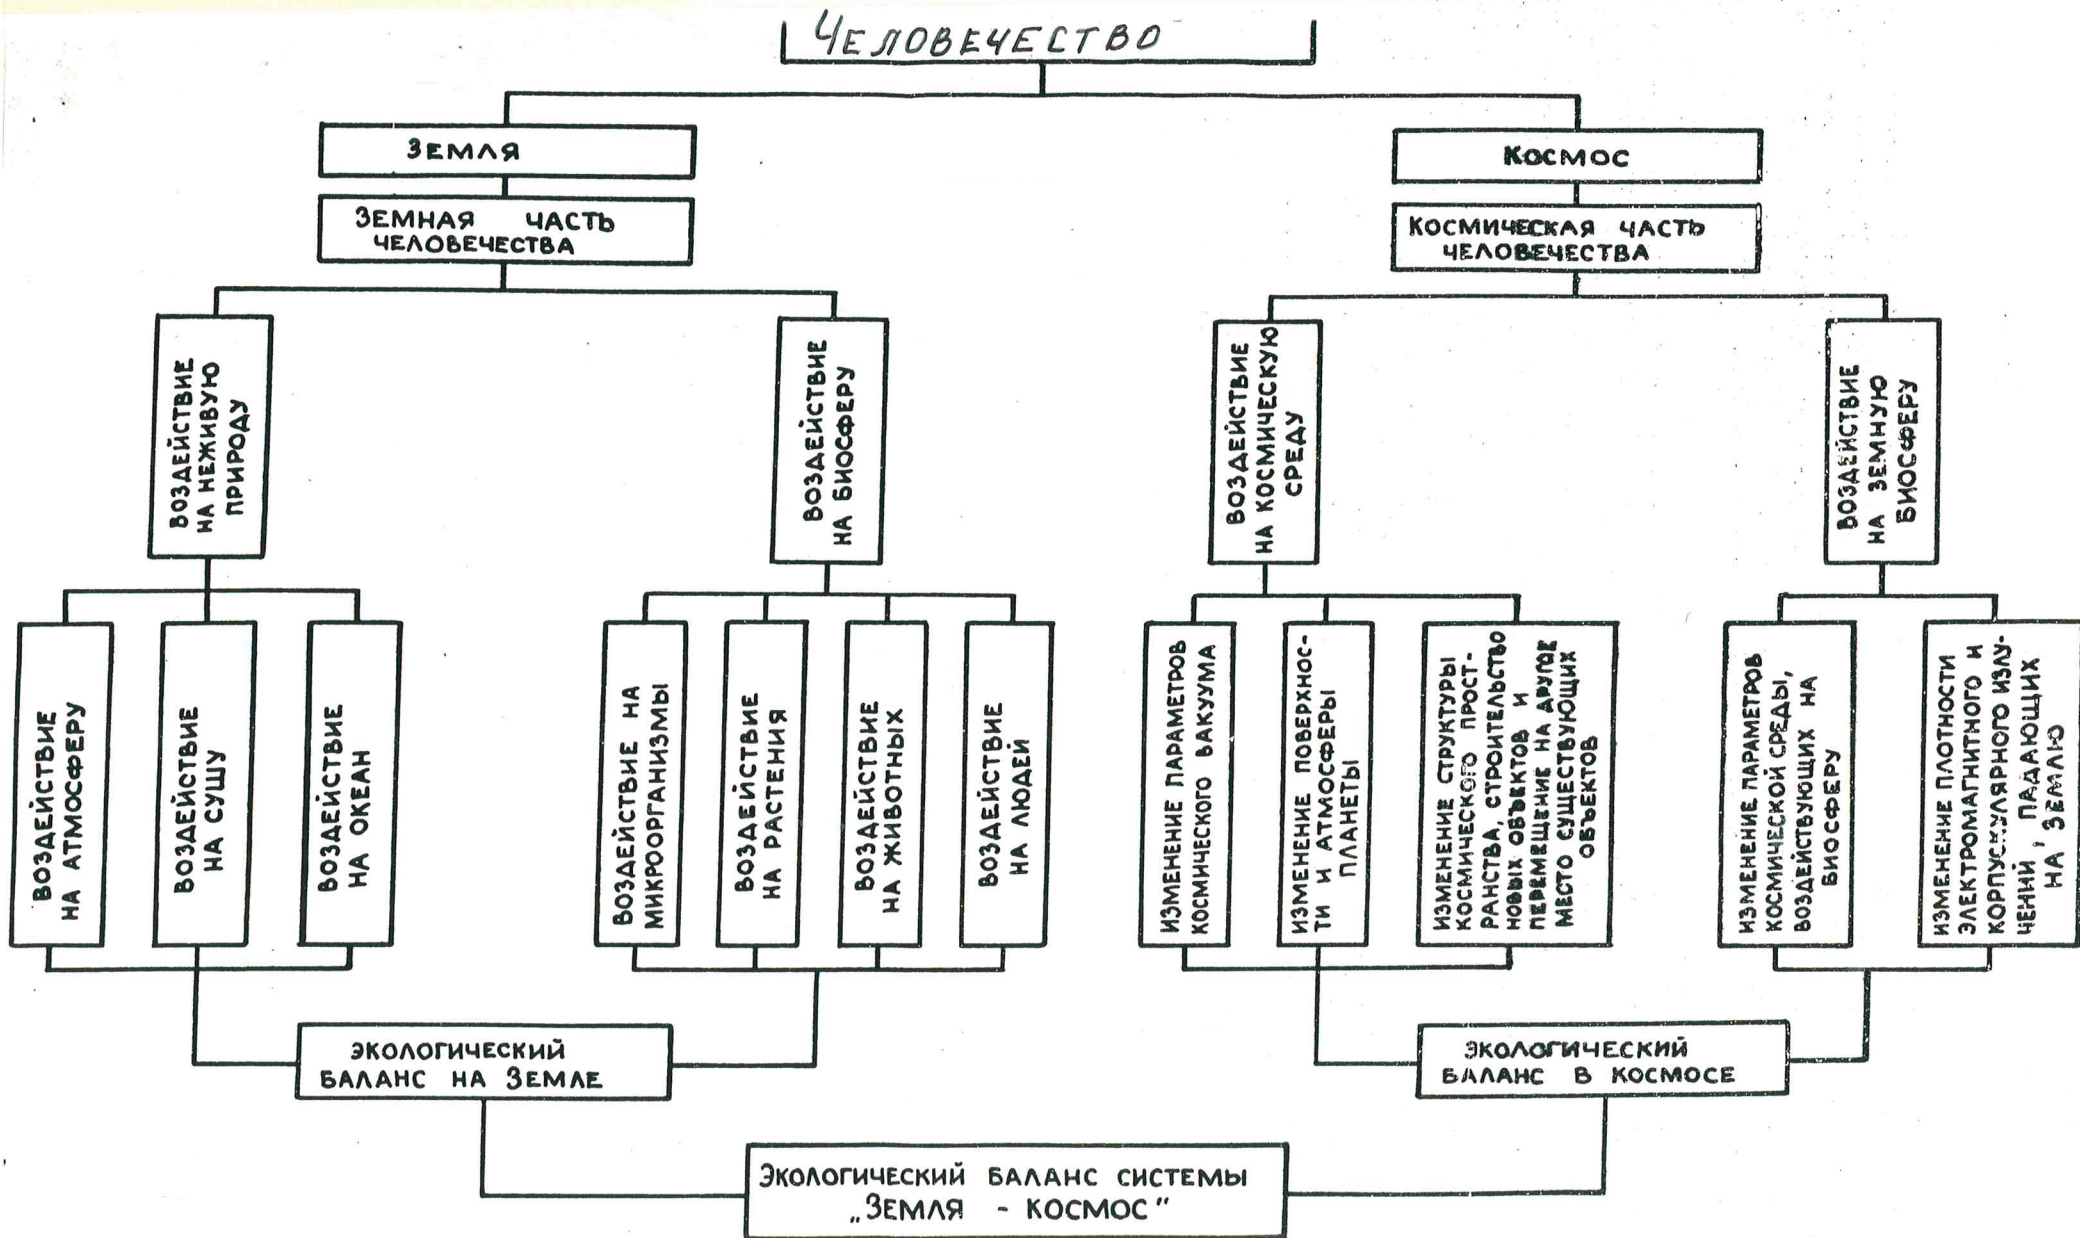 ЧЕЛОВЕЧЕСТВО
ЗЕМЛЯ
КОСМОС
ЗЕМНАЯ ЧАСТЬ
ЧЕЛОВЕЧЕСТВА
КОСМИЧЕСКАЯ ЧАСТЬ
ЧЕЛОВЕЧЕСТВА
ВОЗДЕЙСТВИЕ
НА НЕЖИВУЮ
ПРИРОДУ
ВОЗДЕЙСТВИЕ
НА БИОСФЕРУ
ВОЗДЕЙСТВИЕ
НА КОСМИЧЕСКУЮ
СРЕДУ
ВОЗДЕЙСТВИЕ
НА ЗЕМНУЮ
БИОСФЕРУ
ВОЗДЕЙСТВИЕ
НА АТМОСФЕРУ
ВОЗДЕЙСТВИЕ
НА СУШУ
ВОЗДЕЙСТВИЕ
НА ОКЕАН
ВОЗДЕЙСТВИЕ НА
МИКРООРГАНИЗМЫ
ВОЗДЕЙСТВИЕ
НА РАСТЕНИЯ
ВОЗДЕЙСТВИЕ
НА ЖИВОТНЫХ
ВОЗДЕЙСТВИЕ
НА ЛЮДЕЙ
ИЗМЕНЕНИЕ ПАРАМЕТРОВ
КОСМИЧЕСКОГО ВАКУУМА
ИЗМЕНЕНИЕ ПОВЕРХНОС-
ТИ И АТМОСФЕРЫ
ПЛАНЕТЫ
ИЗМЕНЕНИЕ СТРУКТУРЫ
КОСМИЧЕСКОГО ПРОСТ-
РАНСТВА, СТРОИТЕЛЬСТВО
НОВЫХ ОБЪЕКТОВ И
ПЕРЕМЕЩЕНИЕ НА ДРУГОЕ
МЕСТО СУЩЕСТВУЮЩИХ
ОБЪЕКТОВ
ИЗМЕНЕНИЕ ПАРАМЕТРОВ
КОСМИЧЕСКОЙ СРЕДЫ,
ВОЗДЕЙСТВУЮЩИХ НА
БИОСФЕРУ
ИЗМЕНЕНИЕ ПЛОТНОСТИ
ЭЛЕКТРОМАГНИТНОГО И
КОРПУСКУЛЯРНОГО ИЗЛУ-
ЧЕНИЙ, ПАДАЮЩИХ
НА ЗЕМЛЮ
ЭКОЛОГИЧЕСКИЙ
БАЛАНС НА ЗЕМЛЕ
ЭКОЛОГИЧЕСКИЙ
БАЛАНС В КОСМОСЕ
ЭКОЛОГИЧЕСКИЙ БАЛАНС СИСТЕМЫ
„ЗЕМЛЯ - КОСМОС"